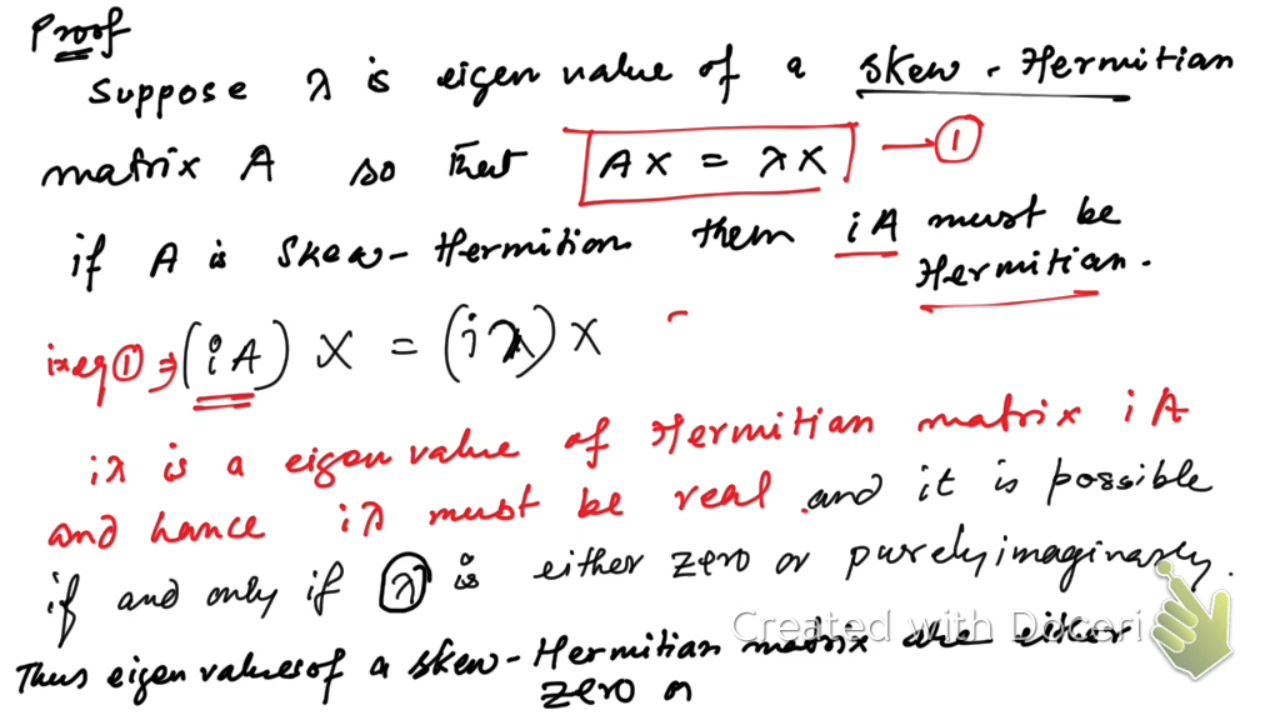 Proof
Suppose λ is eigen value of a skew-Hermitian
matrix A so that AX = λX → ①
if A is Skew-Hermition them iA must be
Hermitian.
i×eq ① ⇒ (iA) X = (iλ) X
iλ is a eigen value of Hermitian matrix iA
and hance iλ must be real. and it is possible
if and only if λ is either zero or purely imaginary.
Created with Doceri
Thus eigen values of a skew-Hermitian matrix are either
zero or